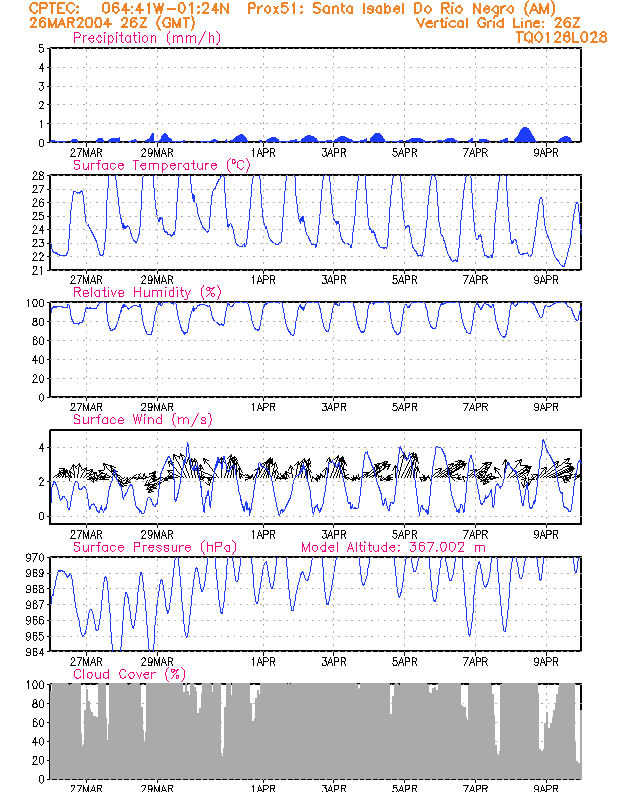 CPTEC: 064:41W-01:24N Prox51: Santa Isabel Do Rio Negro (AM)
26MAR2004 26Z (GMT) Vertical Grid Line: 26Z
Precipitation (mm/h) TQ0126L028
5
4
3
2
1
0
27MAR 29MAR 1APR 3APR 5APR 7APR 9APR
Surface Temperature (°C)
28
27
26
25
24
23
22
21
27MAR 29MAR 1APR 3APR 5APR 7APR 9APR
Relative Humidity (%)
100
80
60
40
20
0
27MAR 29MAR 1APR 3APR 5APR 7APR 9APR
Surface Wind (m/s)
4
2
0
27MAR 29MAR 1APR 3APR 5APR 7APR 9APR
Surface Pressure (hPa) Model Altitude: 367.002 m
970
969
968
967
966
965
964
27MAR 29MAR 1APR 3APR 5APR 7APR 9APR
Cloud Cover (%)
100
80
60
40
20
0
27MAR 29MAR 1APR 3APR 5APR 7APR 9APR